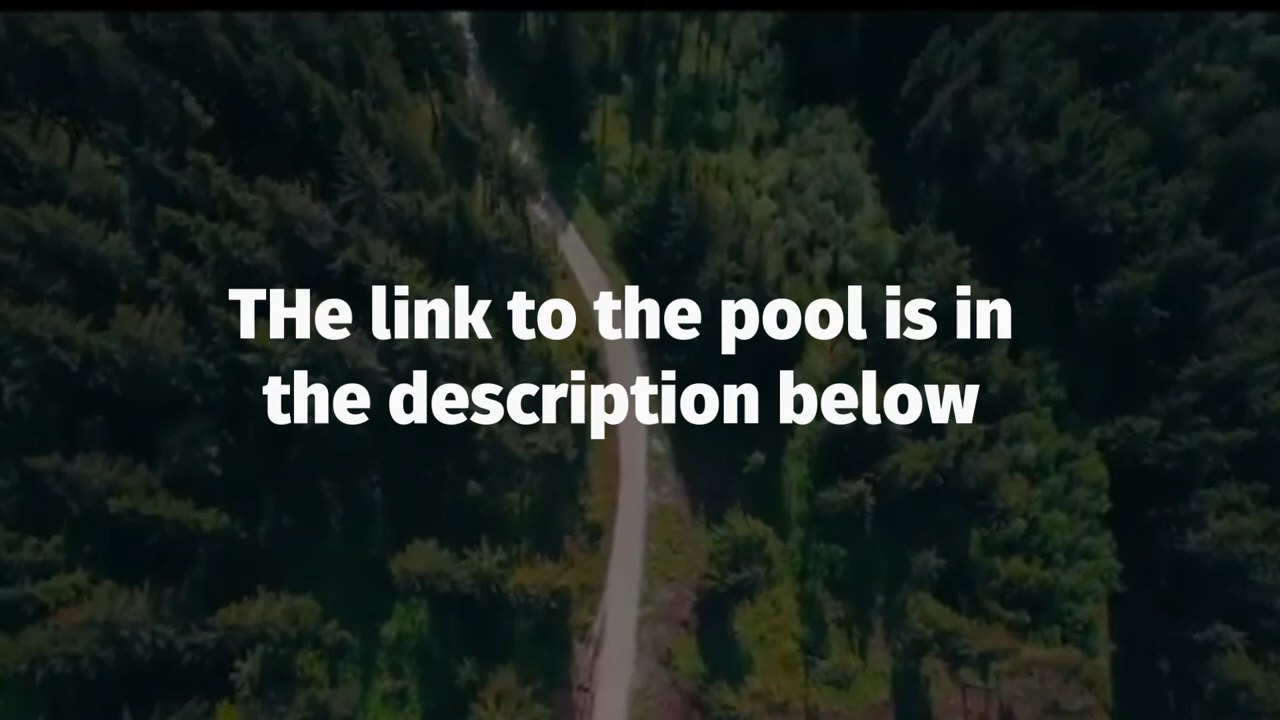 THe link to the pool is in
the description below